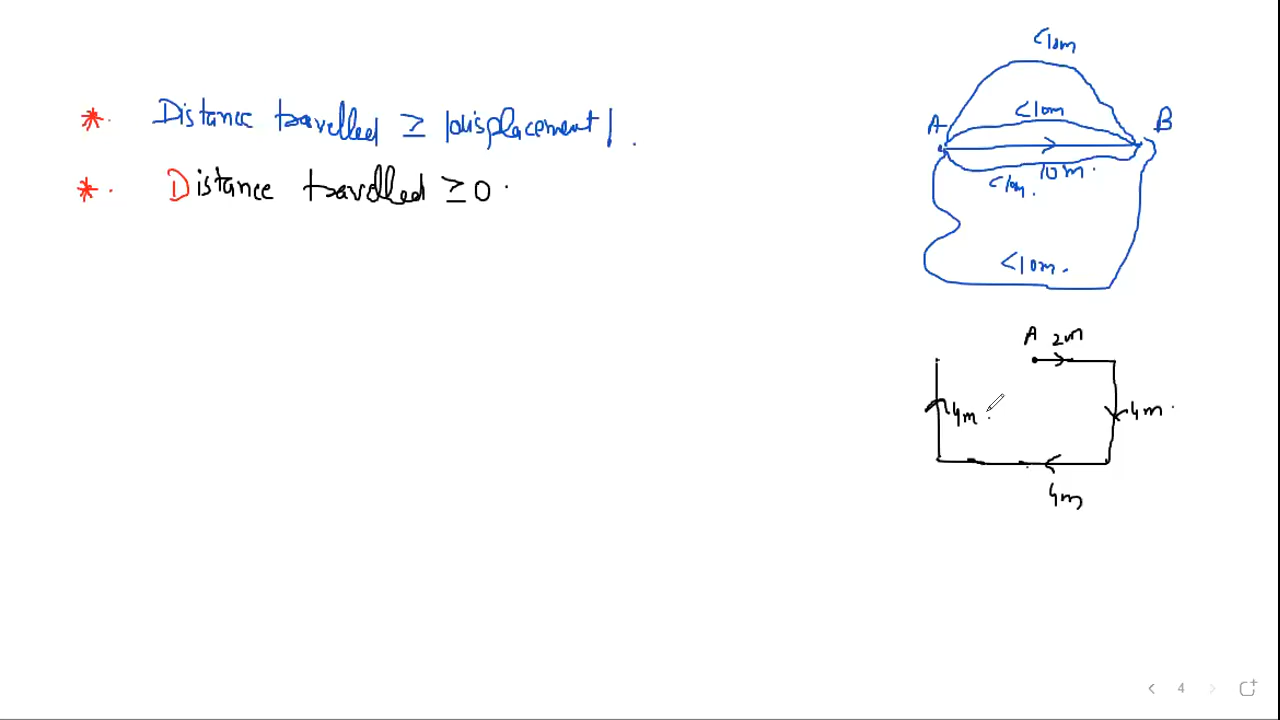 * Distance travelled ≥ |displacement|.
* Distance travelled ≥ 0.
<10m
<10m
A B
10m.
<10m.
<10m.
A 2m
4m
4m.
4m
4